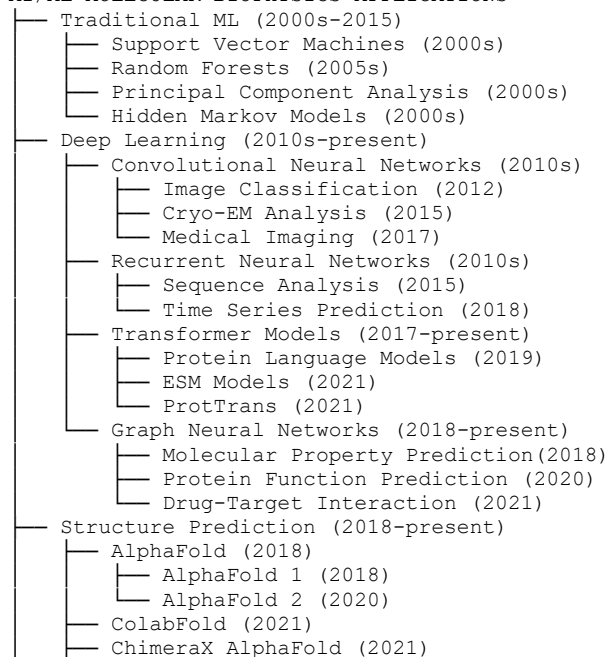 AI/ML MOLECULAR BIOPHYSICS APPLICATIONS
├── Traditional ML (2000s-2015)
│   ├── Support Vector Machines (2000s)
│   ├── Random Forests (2005s)
│   ├── Principal Component Analysis (2000s)
│   └── Hidden Markov Models (2000s)
├── Deep Learning (2010s-present)
│   ├── Convolutional Neural Networks (2010s)
│   │   ├── Image Classification (2012)
│   │   ├── Cryo-EM Analysis (2015)
│   │   └── Medical Imaging (2017)
│   ├── Recurrent Neural Networks (2010s)
│   │   ├── Sequence Analysis (2015)
│   │   └── Time Series Prediction (2018)
│   ├── Transformer Models (2017-present)
│   │   ├── Protein Language Models (2019)
│   │   ├── ESM Models (2021)
│   │   └── ProtTrans (2021)
│   └── Graph Neural Networks (2018-present)
│       ├── Molecular Property Prediction(2018)
│       ├── Protein Function Prediction (2020)
│       └── Drug-Target Interaction (2021)
├── Structure Prediction (2018-present)
│   ├── AlphaFold (2018)
│   │   ├── AlphaFold 1 (2018)
│   │   └── AlphaFold 2 (2020)
│   ├── ColabFold (2021)
│   ├── ChimeraX AlphaFold (2021)